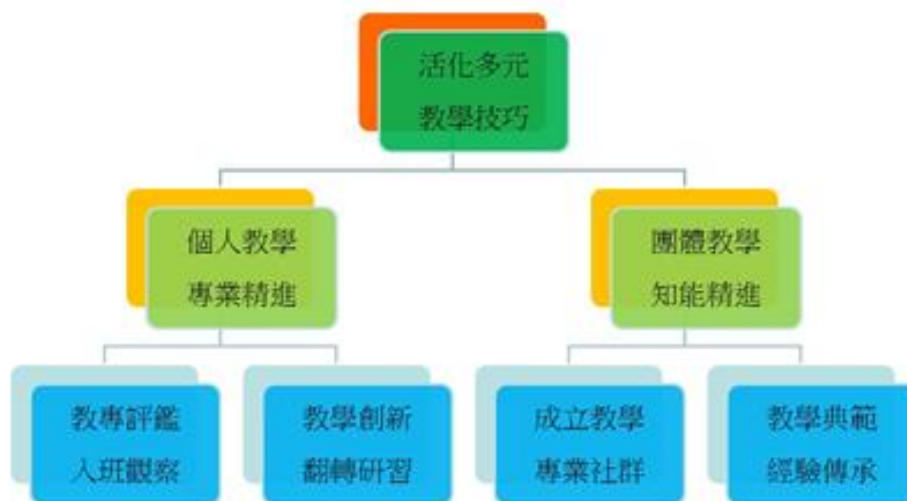 活化多元
教學技巧
個人教學
專業精進
團體教學
知能精進
教專評鑑
入班觀察
教學創新
翻轉研習
成立教學
專業社群
教學典範
經驗傳承